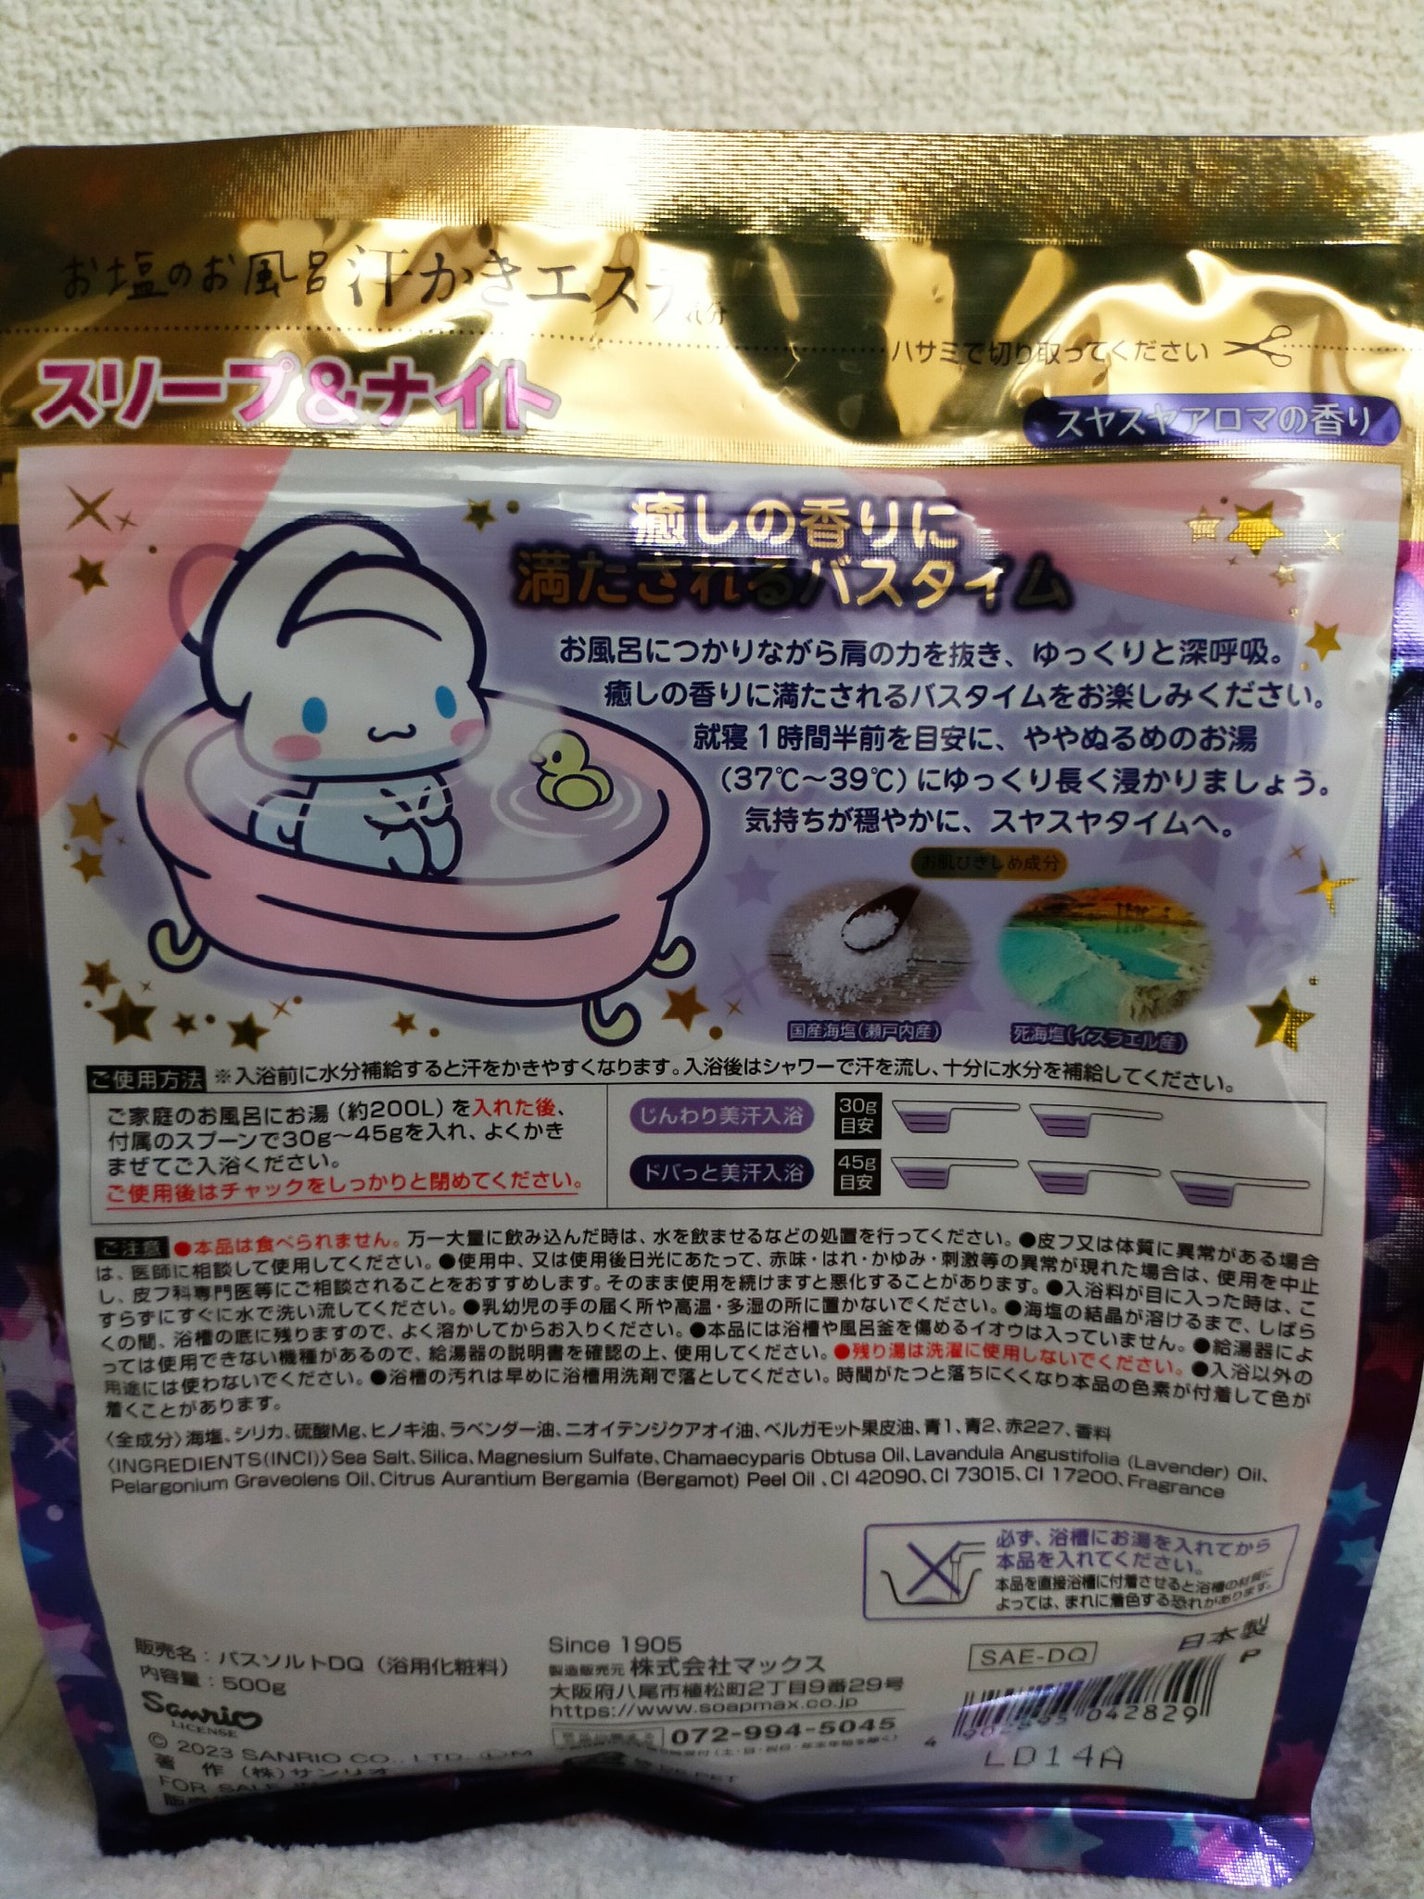 お塩のお風呂 汗かきエステ気分
ハサミで切り取ってください
スリープ&ナイト
スヤスヤアロマの香り
癒しの香りに
満たされるバスタイム
お風呂につかりながら肩の力を抜き、ゆっくりと深呼吸。
癒しの香りに満たされるバスタイムをお楽しみください。
就寝1時間半前を目安に、ややぬるめのお湯
(37℃～39℃)にゆっくり長く浸かりましょう。
気持ちが穏やかに、スヤスヤタイムへ。
お肌ひきしめ成分
国産海塩(瀬戸内産)
死海塩(イスラエル産)
ご使用方法 ※入浴前に水分補給すると汗をかきやすくなります。入浴後はシャワーで汗を流し、十分に水分を補給してください。
ご家庭のお風呂にお湯(約200L)を入れた後、
付属のスプーンで30g～45gを入れ、よくかき
まぜてご入浴ください。
ご使用後はチャックをしっかりと閉めてください。
じんわり美汗入浴 30g
目安
ドバっと美汗入浴 45g
目安
ご注意 ●本品は食べられません。万一大量に飲み込んだ時は、水を飲ませるなどの処置を行ってください。●皮フ又は体質に異常がある場合
は、医師に相談して使用してください。●使用中、又は使用後日光にあたって、赤味・はれ・かゆみ・刺激等の異常が現れた場合は、使用を中止
し、皮フ科専門医等にご相談されることをおすすめします。そのまま使用を続けますと悪化することがあります。●入浴料が目に入った時は、こ
すらずにすぐに水で洗い流してください。●乳幼児の手の届く所や高温・多湿の所に置かないでください。●海塩の結晶が溶けるまで、しばら
くの間、浴槽の底に残りますので、よく溶かしてからお入りください。●本品には浴槽や風呂釜を傷めるイオウは入っていません。●給湯器によ
っては使用できない機種があるので、給湯器の説明書を確認の上、使用してください。●残り湯は洗濯に使用しないでください。●入浴以外の
用途には使わないでください。●浴槽の汚れは早めに浴槽用洗剤で落としてください。時間がたつと落ちにくくなり本品の色素が付着して色が
着くことがあります。
〈全成分〉海塩、シリカ、硫酸Mg、ヒノキ油、ラベンダー油、ニオイテンジクアオイ油、ベルガモット果皮油、青1、青2、赤227、香料
〈INGREDIENTS(INCI)〉Sea Salt、Silica、Magnesium Sulfate、Chamaecyparis Obtusa Oil、Lavandula Angustifolia (Lavender) Oil、
Pelargonium Graveolens Oil、Citrus Aurantium Bergamia (Bergamot) Peel Oil、CI 42090、CI 73015、CI 17200、Fragrance
必ず、浴槽にお湯を入れてから
本品を入れてください。
本品を直接浴槽に付着させると浴槽の材質に
よっては、まれに着色する恐れがあります。
販売名:バスソルトDQ(浴用化粧料)
内容量:500g
Sanrio
LICENSE
© 2023 SANRIO CO., LTD.
著 作 (株)サンリオ
FOR SALE
Since 1905
製造販売元 株式会社マックス
大阪府八尾市植松町2丁目9番29号
https://www.soapmax.co.jp
072-994-5045
日本製
SAE-DQ
P
4 902895 042829
LD14A